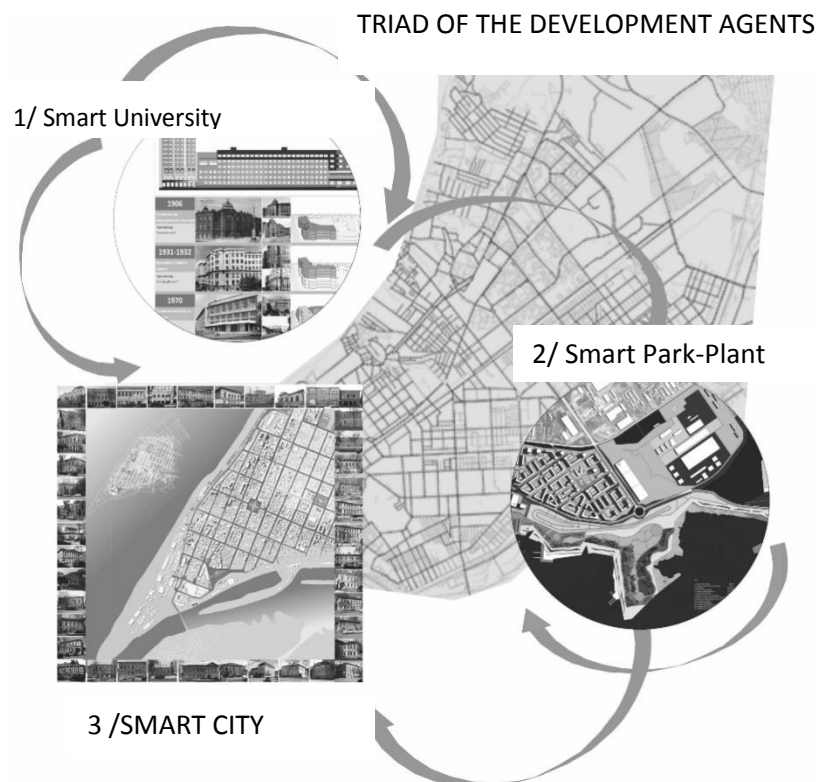 TRIAD OF THE DEVELOPMENT AGENTS
1/ Smart University
1906
1931-1932
1970
2/ Smart Park-Plant
3 /SMART CITY